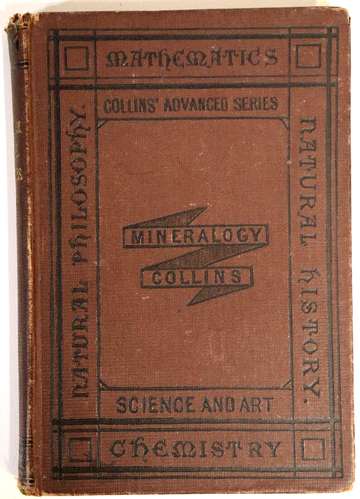 MATHEMATICS
COLLINS' ADVANCED SERIES
NATURAL PHILOSOPHY.
NATURAL HISTORY.
MINERALOGY
COLLINS
SCIENCE AND ART
CHEMISTRY